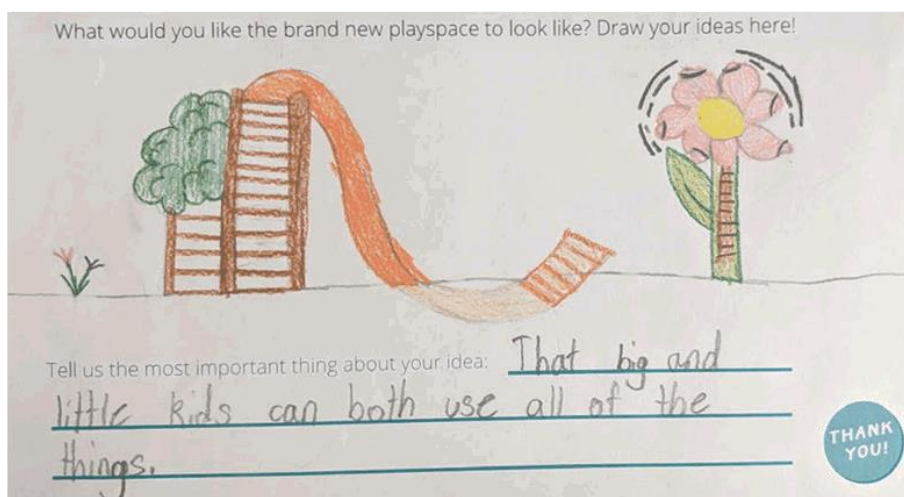 What would you like the brand new playspace to look like? Draw your ideas here!
Tell us the most important thing about your idea: That big and
little kids can both use all of the
things.
THANK
YOU!